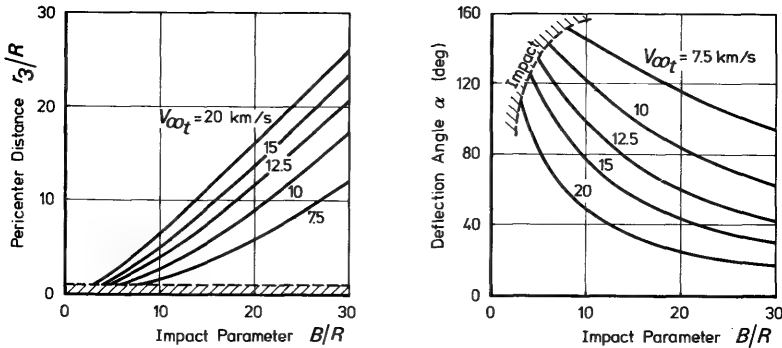 30
20
10
0
Pericenter Distance r3/R
V∞t = 20 km/s
15
12.5
10
7.5
0 10 20 30
Impact Parameter B/R
160
120
80
40
0
Deflection Angle α (deg)
Impact
V∞t = 7.5 km/s
10
12.5
15
20
0 10 20 30
Impact Parameter B/R